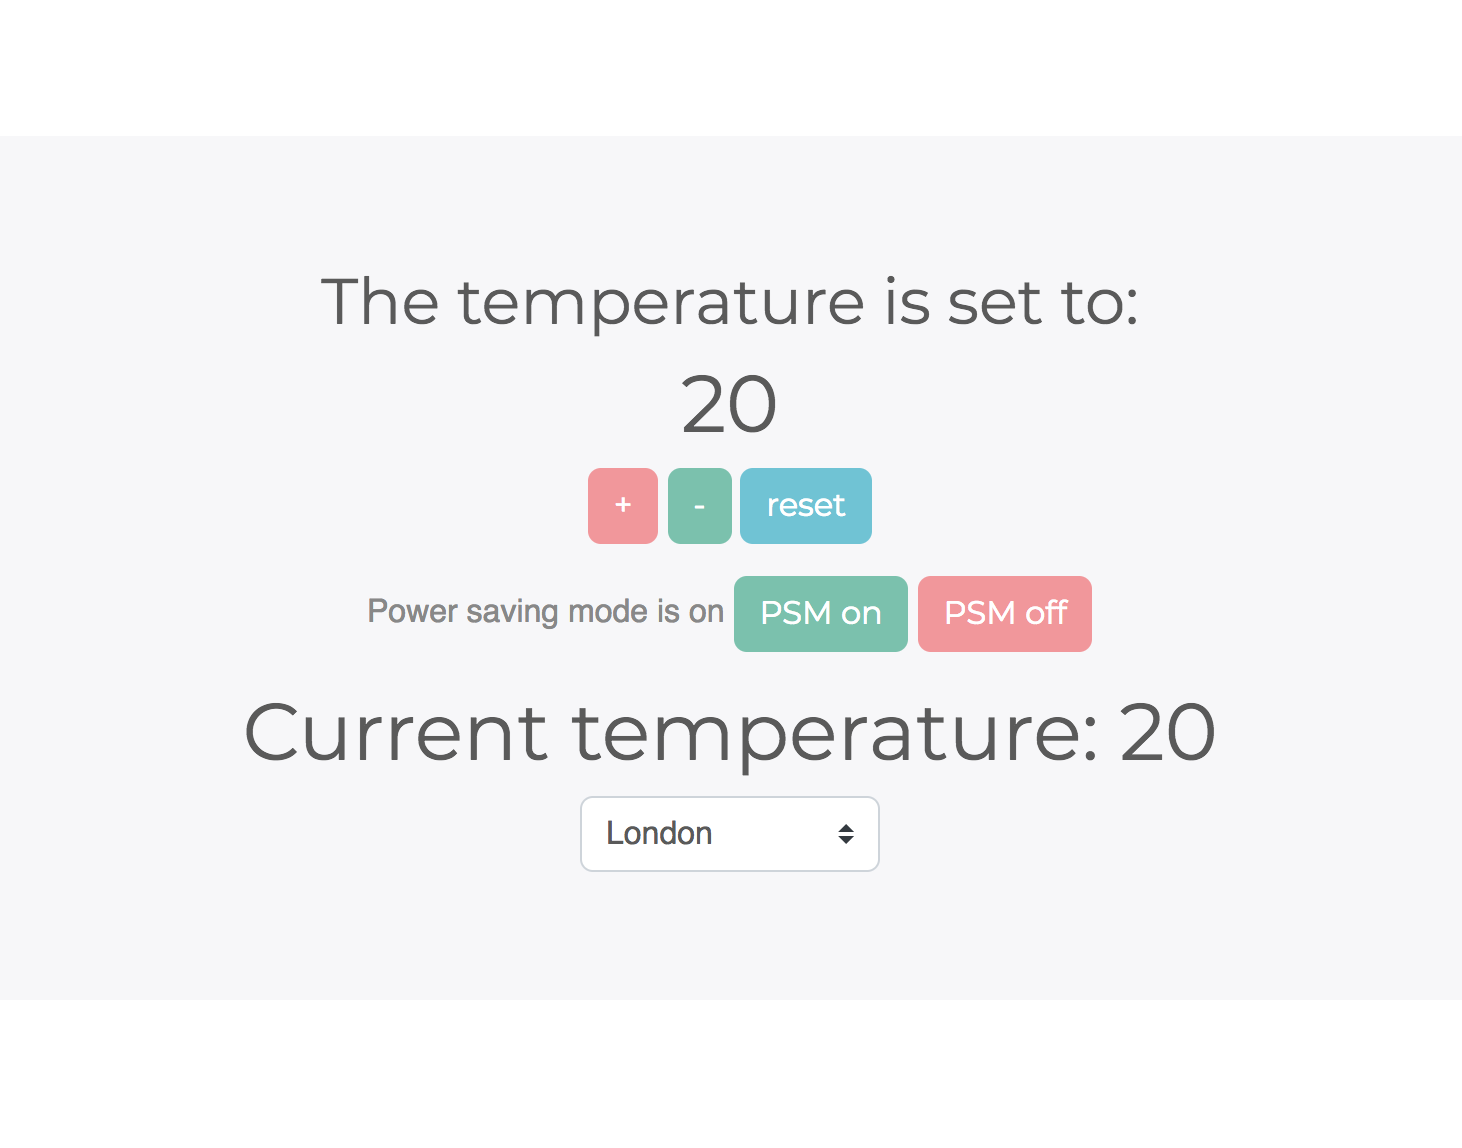 The temperature is set to:
20
+ - reset
Power saving mode is on PSM on PSM off
Current temperature: 20
London